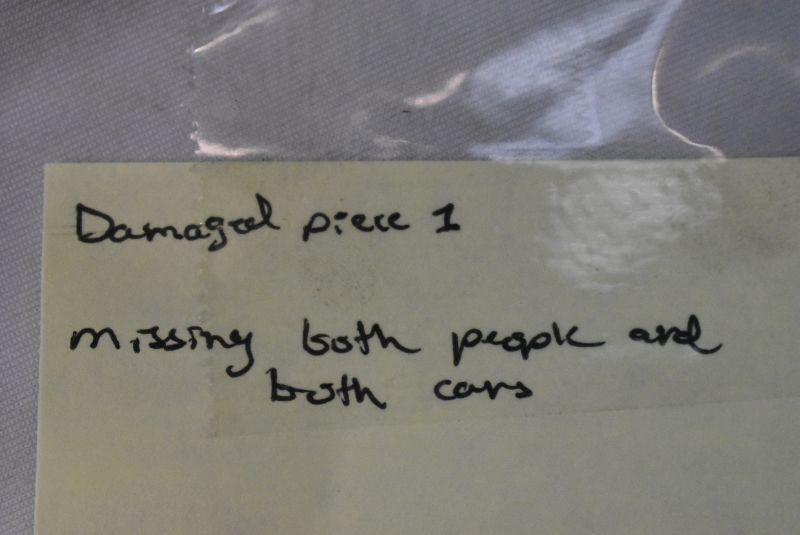 Damaged piece 1
missing both people and
both cars